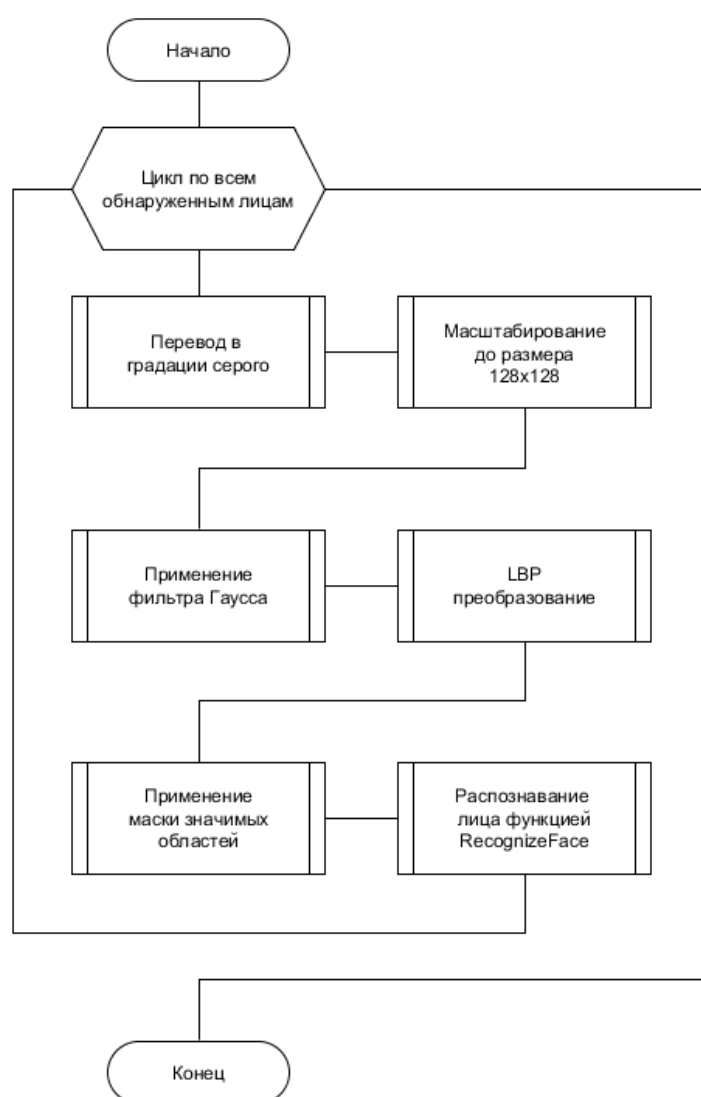 Начало
Цикл по всем
обнаруженным лицам
Перевод в
градации серого
Масштабирование
до размера
128x128
Применение
фильтра Гаусса
LBP
преобразование
Применение
маски значимых
областей
Распознавание
лица функцией
RecognizeFace
Конец